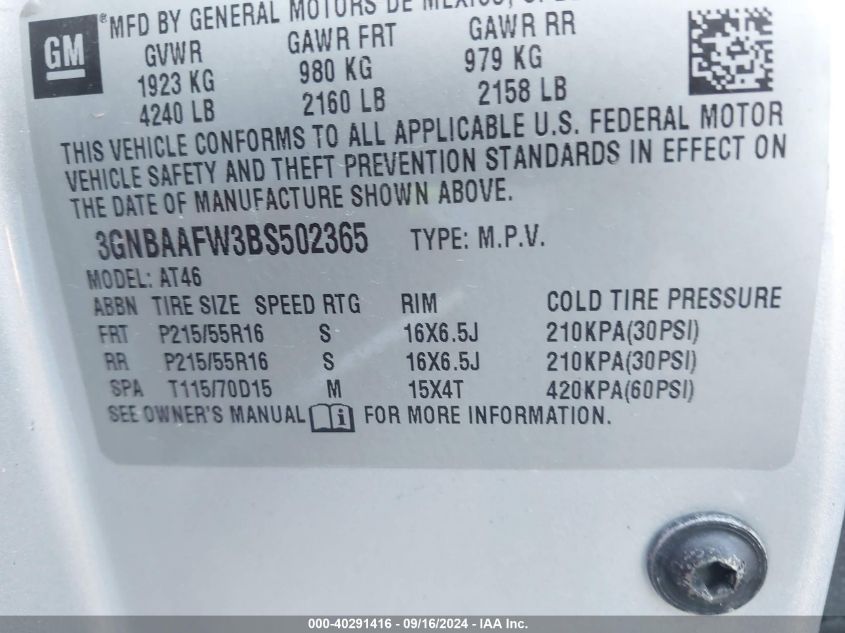 GM
®MFD BY GENERAL MOTORS DE MEXICO,
GVWR GAWR FRT GAWR RR
1923 KG 980 KG 979 KG
4240 LB 2160 LB 2158 LB
THIS VEHICLE CONFORMS TO ALL APPLICABLE U.S. FEDERAL MOTOR
VEHICLE SAFETY AND THEFT PREVENTION STANDARDS IN EFFECT ON
THE DATE OF MANUFACTURE SHOWN ABOVE.
3GNBAAFW3BS502365 TYPE: M.P.V.
MODEL: AT46
ABBN TIRE SIZE SPEED RTG RIM COLD TIRE PRESSURE
FRT P215/55R16 S 16X6.5J 210KPA(30PSI)
RR P215/55R16 S 16X6.5J 210KPA(30PSI)
SPA T115/70D15 M 15X4T 420KPA(60PSI)
SEE OWNER'S MANUAL FOR MORE INFORMATION.
000-40291416 - 09/16/2024 - IAA Inc.